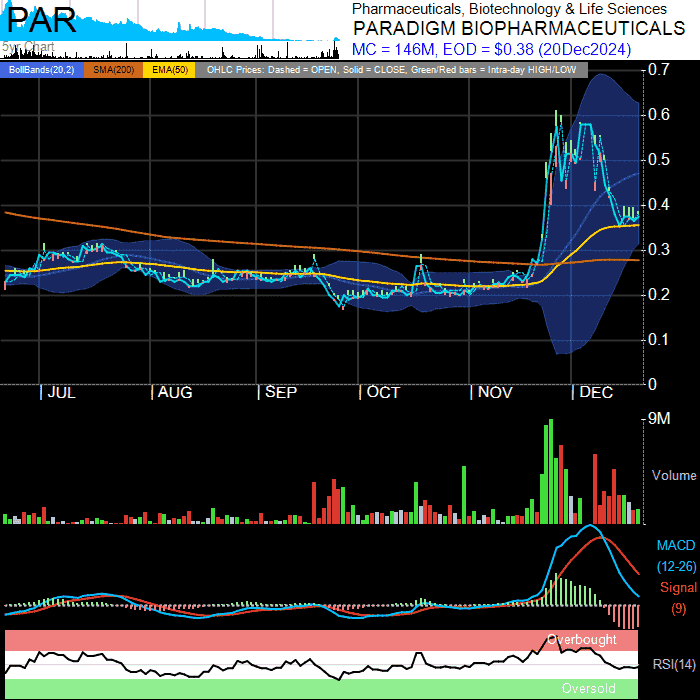 PAR
5yr Chart
Pharmaceuticals, Biotechnology & Life Sciences
PARADIGM BIOPHARMACEUTICALS
MC = 146M, EOD = $0.38 (20Dec2024)
BollBands(20,2) SMA(200) EMA(50) OHLC Prices: Dashed = OPEN, Solid = CLOSE, Green/Red bars = Intra-day HIGH/LOW
0.7
0.6
0.5
0.4
0.3
0.2
0.1
0
JUL AUG SEP OCT NOV DEC
9M
Volume
MACD
(12-26)
Signal
(9)
Overbought
RSI(14)
Oversold